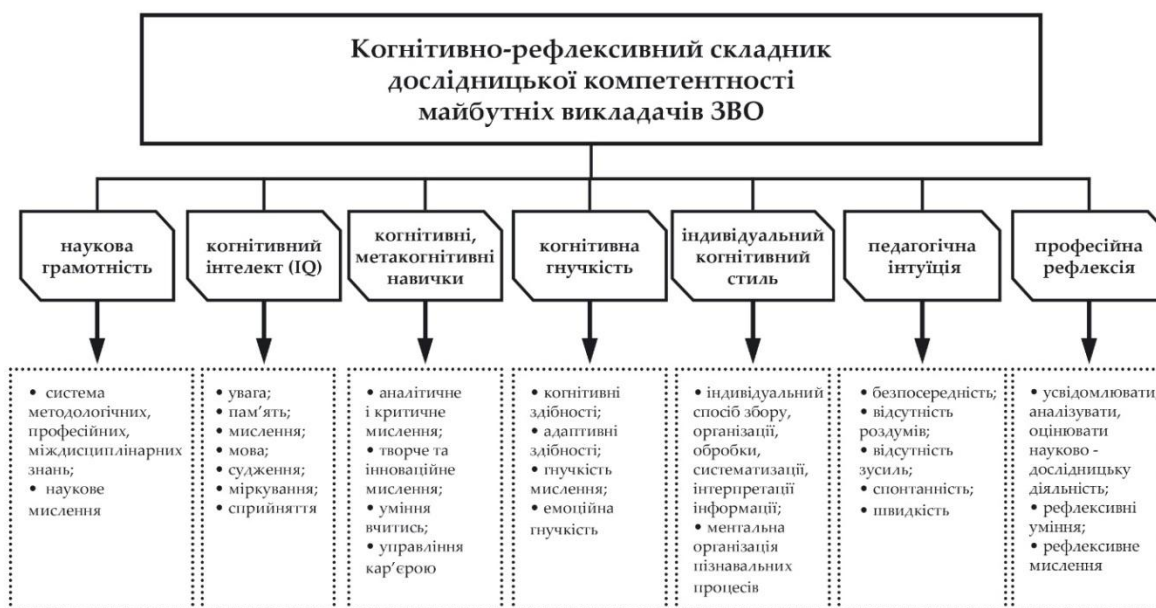 Когнітивно-рефлексивний складник
дослідницької компетентності
майбутніх викладачів ЗВО
наукова
грамотність
когнітивний
інтелект (IQ)
когнітивні,
метакогнітивні
навички
когнітивна
гнучкість
індивідуальний
когнітивний
стиль
педагогічна
інтуїція
професійна
рефлексія
• система
методологічних,
професійних,
міждисциплінарних
знань;
• наукове
мислення
• увага;
• пам’ять;
• мислення;
• мова;
• судження;
• міркування;
• сприйняття
• аналітичне
і критичне
мислення;
• творче та
інноваційне
мислення;
• уміння
вчитись;
• управління
кар’єрою
• когнітивні
здібності;
• адаптивні
здібності;
• гнучкість
мислення;
• емоційна
гнучкість
• індивідуальний
спосіб збору,
організації,
обробки,
систематизації,
інтерпретації
інформації;
• ментальна
організація
пізнавальних
процесів
• безпосередність;
• відсутність
роздумів;
• відсутність
зусиль;
• спонтанність;
• швидкість
• усвідомлювати,
аналізувати,
оцінювати
науково -
дослідницьку
діяльність;
• рефлексивні
уміння;
• рефлексивне
мислення